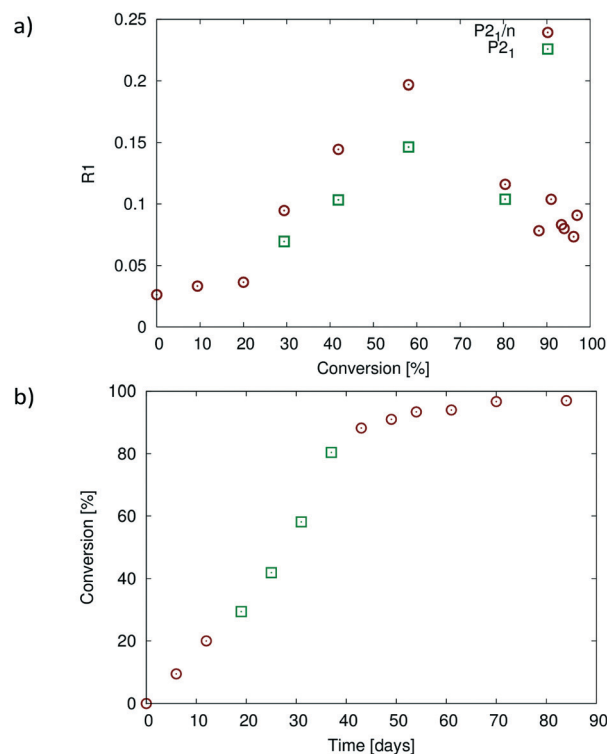 a)
P2₁/n
P2₁
0.25
0.2
0.15
0.1
0.05
0
R1
0 10 20 30 40 50 60 70 80 90 100
Conversion [%]
b)
100
80
60
40
20
0
Conversion [%]
0 10 20 30 40 50 60 70 80 90
Time [days]